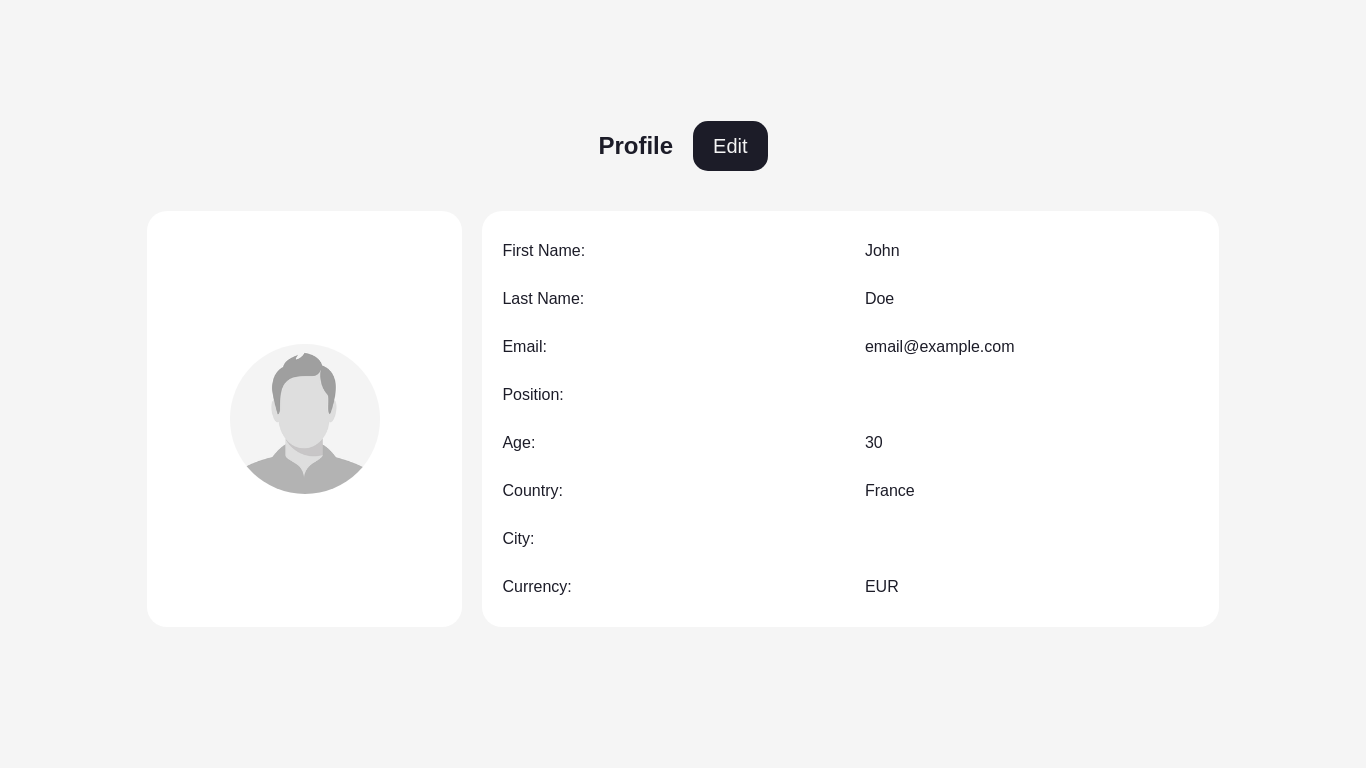 Profile Edit
First Name: John
Last Name: Doe
Email: email@example.com
Position:
Age: 30
Country: France
City:
Currency: EUR